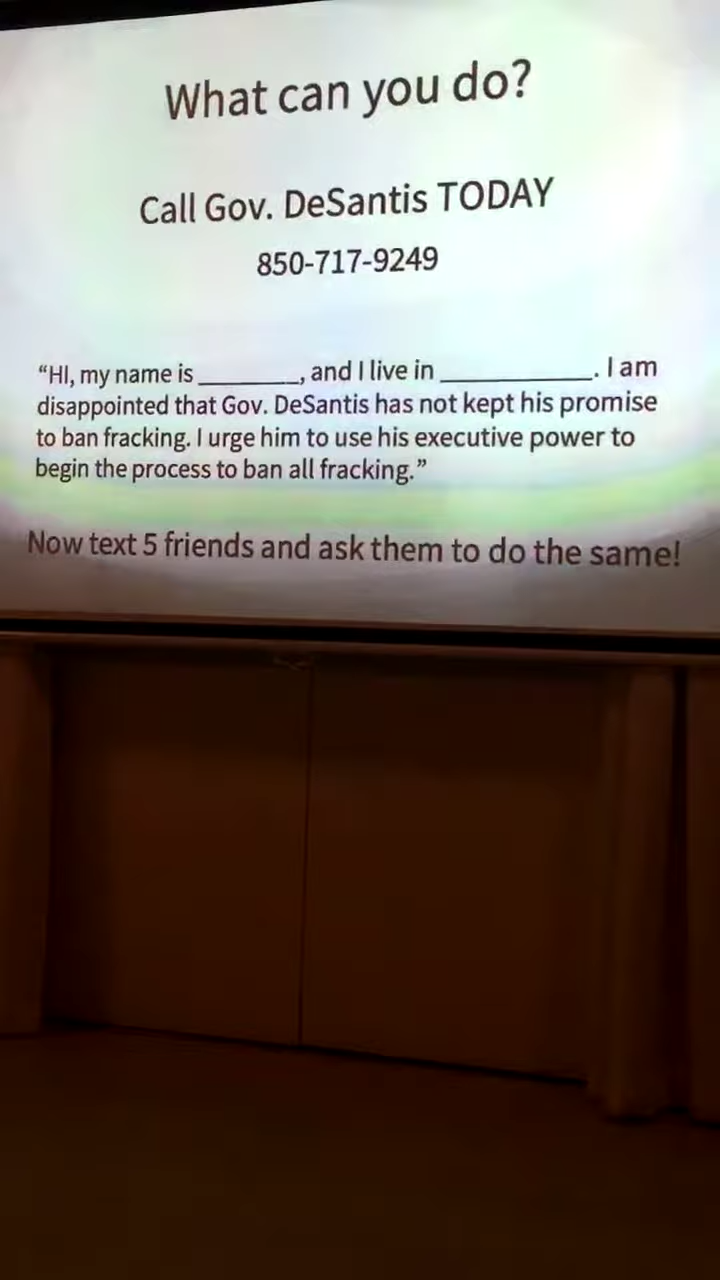 What can you do?
Call Gov. DeSantis TODAY
850-717-9249
“HI, my name is ________, and I live in ____________. I am
disappointed that Gov. DeSantis has not kept his promise
to ban fracking. I urge him to use his executive power to
begin the process to ban all fracking.”
Now text 5 friends and ask them to do the same!